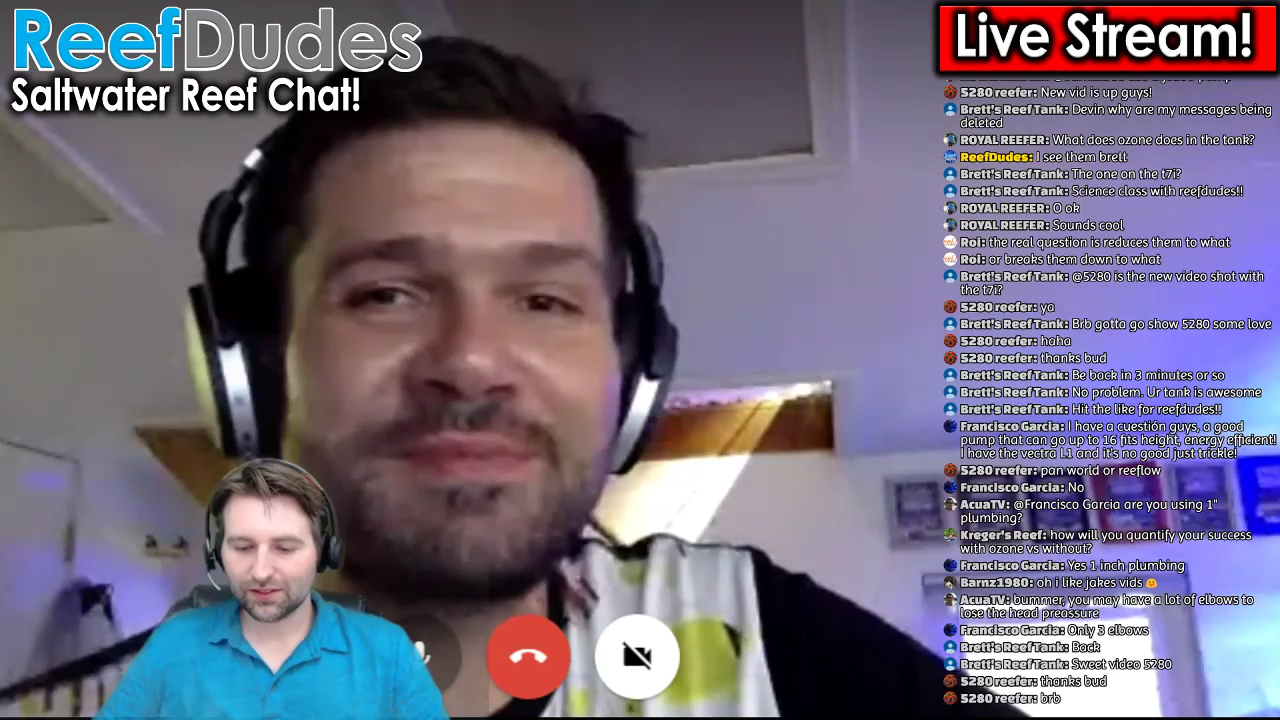 ReefDudes
Saltwater Reef Chat!
Live Stream!
5280 reefer: New vid is up guys!
Brett's Reef Tank: Devin why are my messages being
deleted
ROYAL REEFER: What does ozone does in the tank?
ReefDudes: I see them brett
Brett's Reef Tank: The one on the t7i?
Brett's Reef Tank: Science class with reefdudes!!
ROYAL REEFER: O ok
ROYAL REEFER: Sounds cool
Roi: the real question is reduces them to what
Roi: or breaks them down to what
Brett's Reef Tank: @5280 is the new video shot with
the t7i?
5280 reefer: ya
Brett's Reef Tank: Brb gotta go show 5280 some love
5280 reefer: haha
5280 reefer: thanks bud
Brett's Reef Tank: Be back in 3 minutes or so
Brett's Reef Tank: No problem. Ur tank is awesome
Brett's Reef Tank: Hit the like for reefdudes!!
Francisco Garcia: I have a cuestión guys, a good
pump that can go up to 16 fits height, energy efficient!
I have the vectra L1 and it's no good just trickle!
5280 reefer: pan world or reeflow
Francisco Garcia: No
AcuaTV: @Francisco Garcia are you using 1"
plumbing?
Kreger's Reef: how will you quantify your success
with ozone vs without?
Francisco Garcia: Yes 1 inch plumbing
Barnz1980: oh i like jakes vids 🙂
AcuaTV: bummer, you may have a lot of elbows to
lose the head preassure
Francisco Garcia: Only 3 elbows
Brett's Reef Tank: Back
Brett's Reef Tank: Sweet video 5280
5280 reefer: thanks bud
5280 reefer: brb